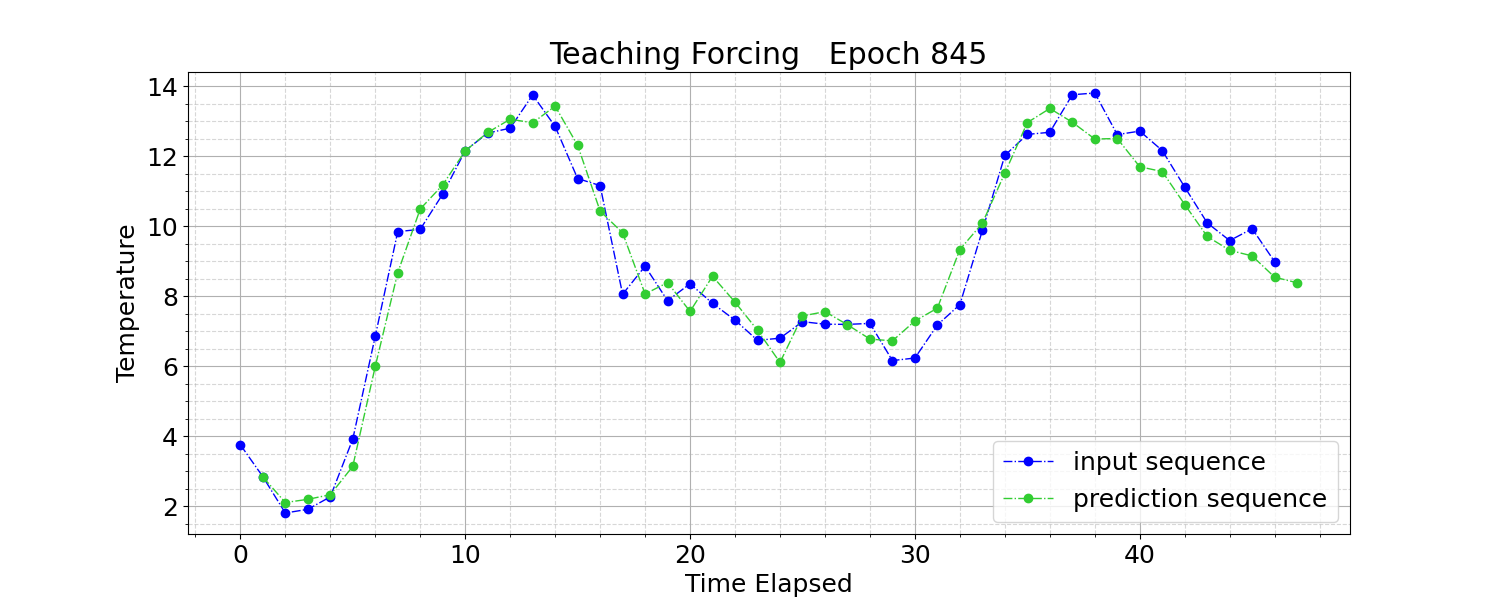 Teaching Forcing   Epoch 845
14
12
10
8
6
4
2
Temperature
0 10 20 30 40
Time Elapsed
input sequence
prediction sequence